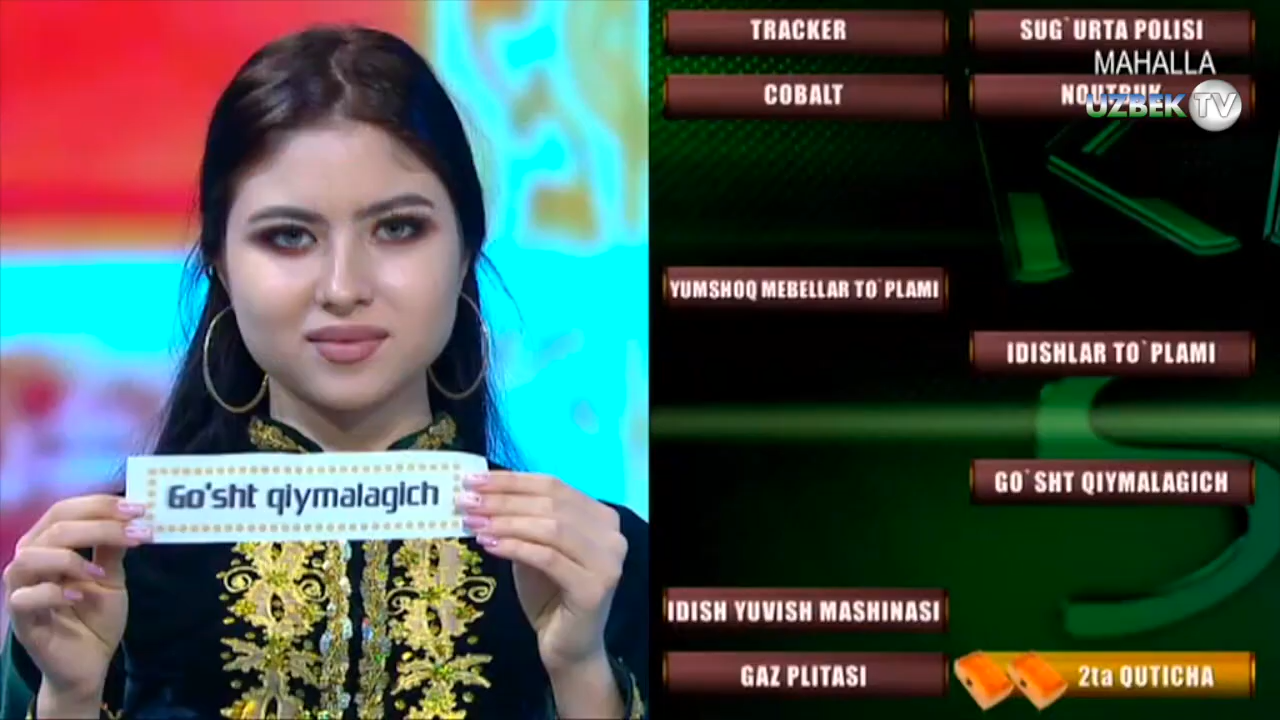 TRACKER
SUG`URTA POLISI
MAHALLA
COBALT
NOUTBUK
UZBEK TV
YUMSHOQ MEBELLAR TO`PLAMI
IDISHLAR TO`PLAMI
Go'sht qiymalagich
GO`SHT QIYMALAGICH
IDISH YUVISH MASHINASI
GAZ PLITASI
2ta QUTICHA